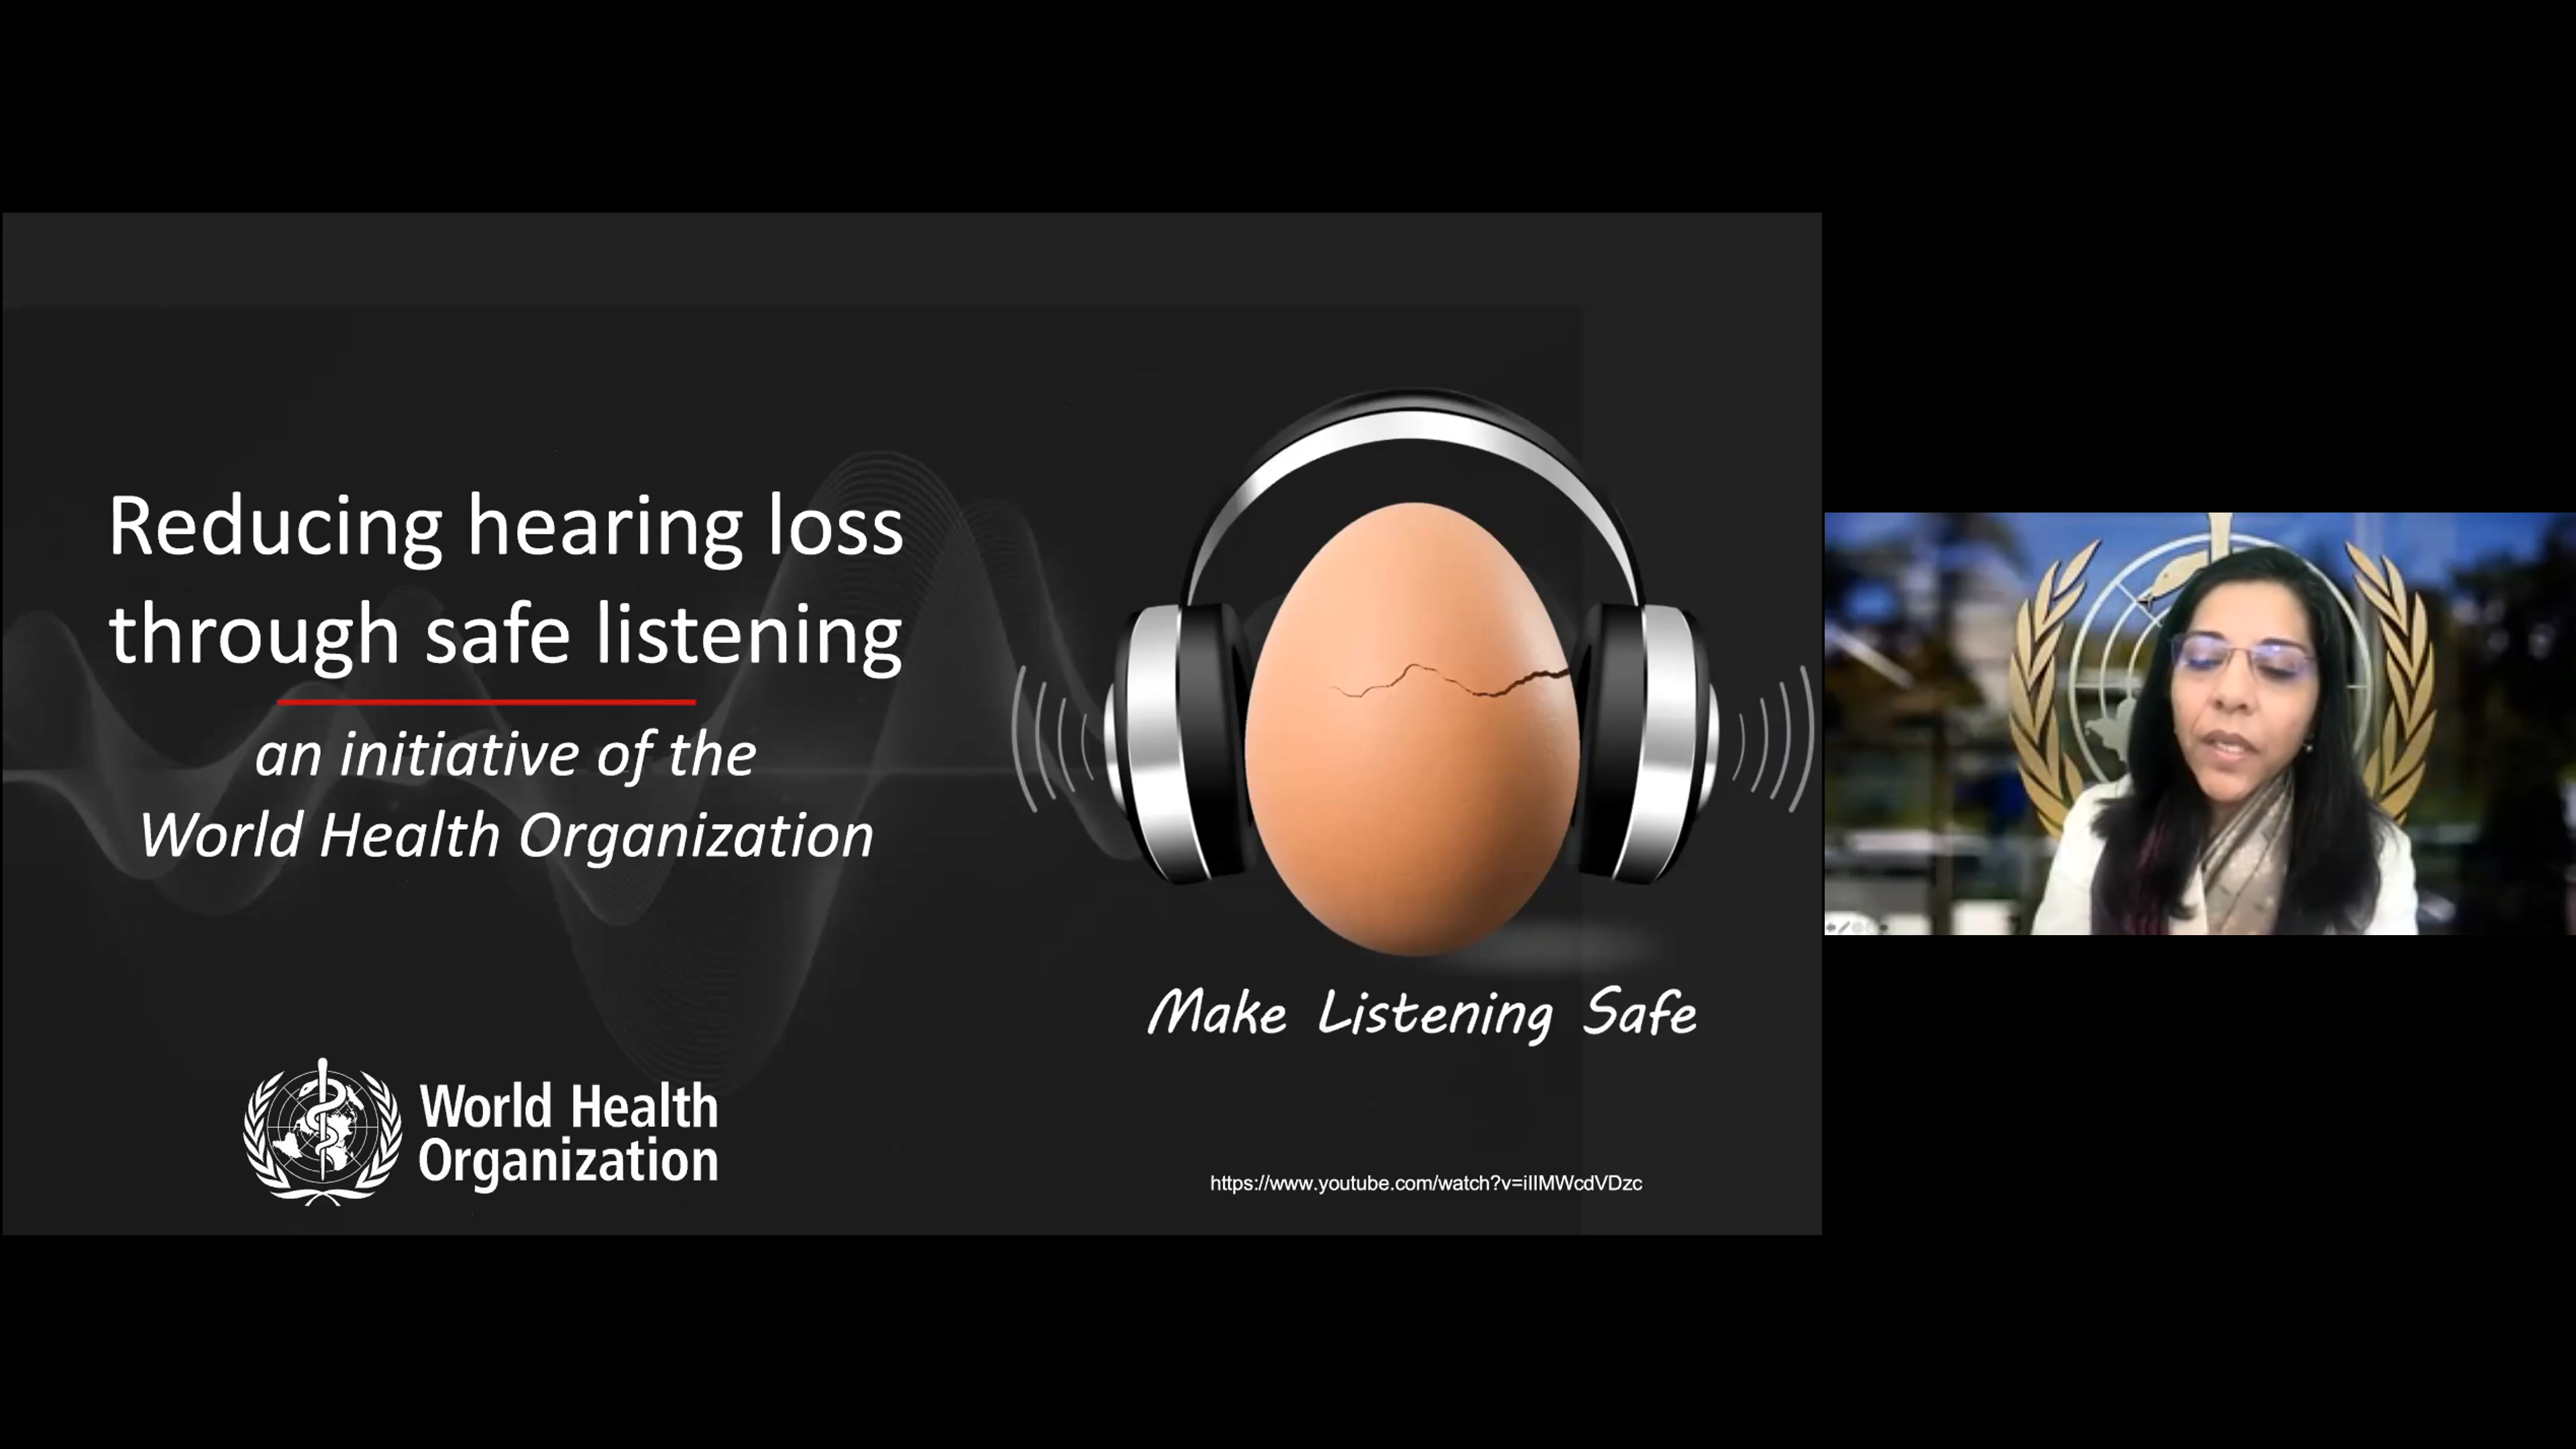 Reducing hearing loss
through safe listening
an initiative of the
World Health Organization
Make Listening Safe
World Health
Organization
https://www.youtube.com/watch?v=iIIMWcdVDzc